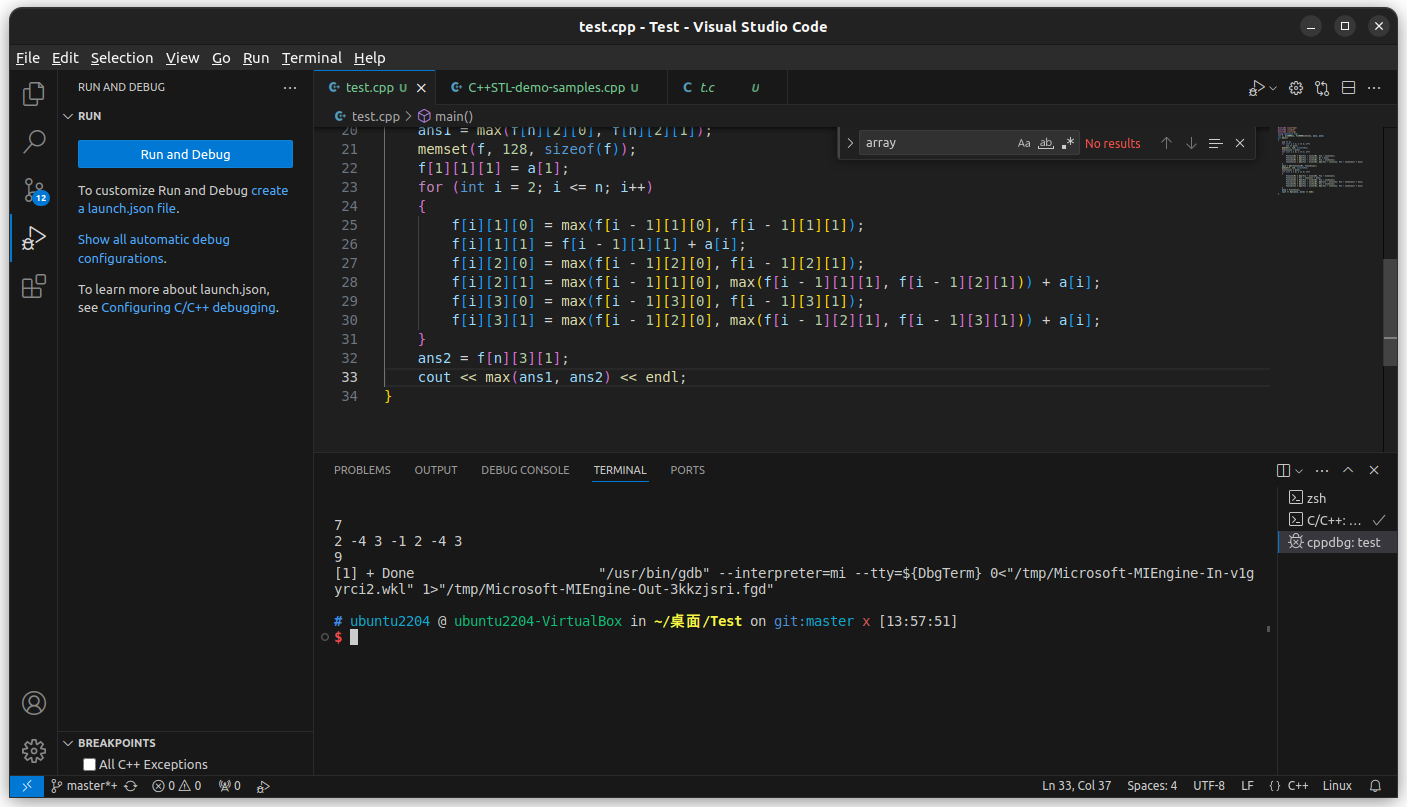 test.cpp - Test - Visual Studio Code
File Edit Selection View Go Run Terminal Help
RUN AND DEBUG
test.cpp U
C++STL-demo-samples.cpp U
t.c U
RUN
test.cpp > main()
Run and Debug
To customize Run and Debug create
a launch.json file.
Show all automatic debug
configurations.
To learn more about launch.json,
see Configuring C/C++ debugging.
12
array
Aa ab .*
No results
20 ans1 = max(f[n][2][0], f[n][2][1]);
21 memset(f, 128, sizeof(f));
22 f[1][1][1] = a[1];
23 for (int i = 2; i <= n; i++)
24 {
25 f[i][1][0] = max(f[i - 1][1][0], f[i - 1][1][1]);
26 f[i][1][1] = f[i - 1][1][1] + a[i];
27 f[i][2][0] = max(f[i - 1][2][0], f[i - 1][2][1]);
28 f[i][2][1] = max(f[i - 1][1][0], max(f[i - 1][1][1], f[i - 1][2][1])) + a[i];
29 f[i][3][0] = max(f[i - 1][3][0], f[i - 1][3][1]);
30 f[i][3][1] = max(f[i - 1][2][0], max(f[i - 1][2][1], f[i - 1][3][1])) + a[i];
31 }
32 ans2 = f[n][3][1];
33 cout << max(ans1, ans2) << endl;
34 }
PROBLEMS OUTPUT DEBUG CONSOLE TERMINAL PORTS
7
2 -4 3 -1 2 -4 3
9
[1] + Done "/usr/bin/gdb" --interpreter=mi --tty=${DbgTerm} 0<"/tmp/Microsoft-MIEngine-In-v1g
yrci2.wkl" 1>"/tmp/Microsoft-MIEngine-Out-3kkzjsri.fgd"
# ubuntu2204 @ ubuntu2204-VirtualBox in ~/桌面/Test on git:master x [13:57:51]
$
zsh
C/C++: ...
cppdbg: test
BREAKPOINTS
All C++ Exceptions
master*+ 0 0 0
Ln 33, Col 37 Spaces: 4 UTF-8 LF {} C++ Linux